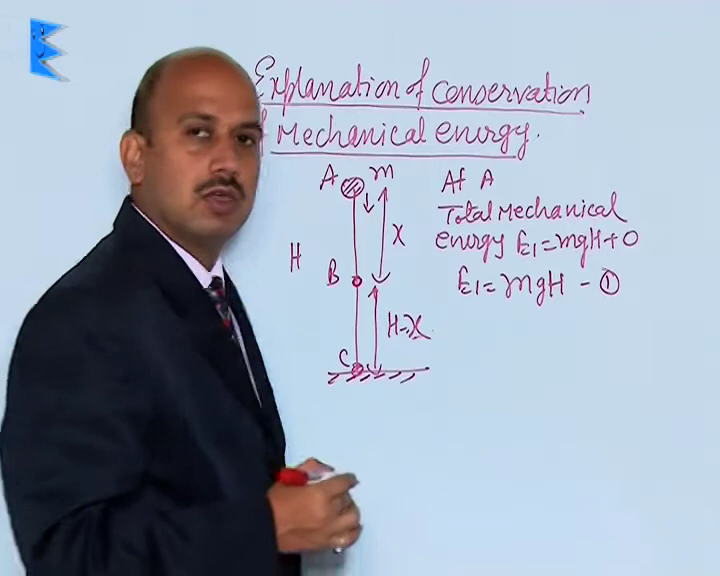 Explanation of conservation
of Mechanical energy.
A m
H
X
B
H-X
C
At A
Total Mechanical
energy E1=mgH+0
E1=mgH - ①